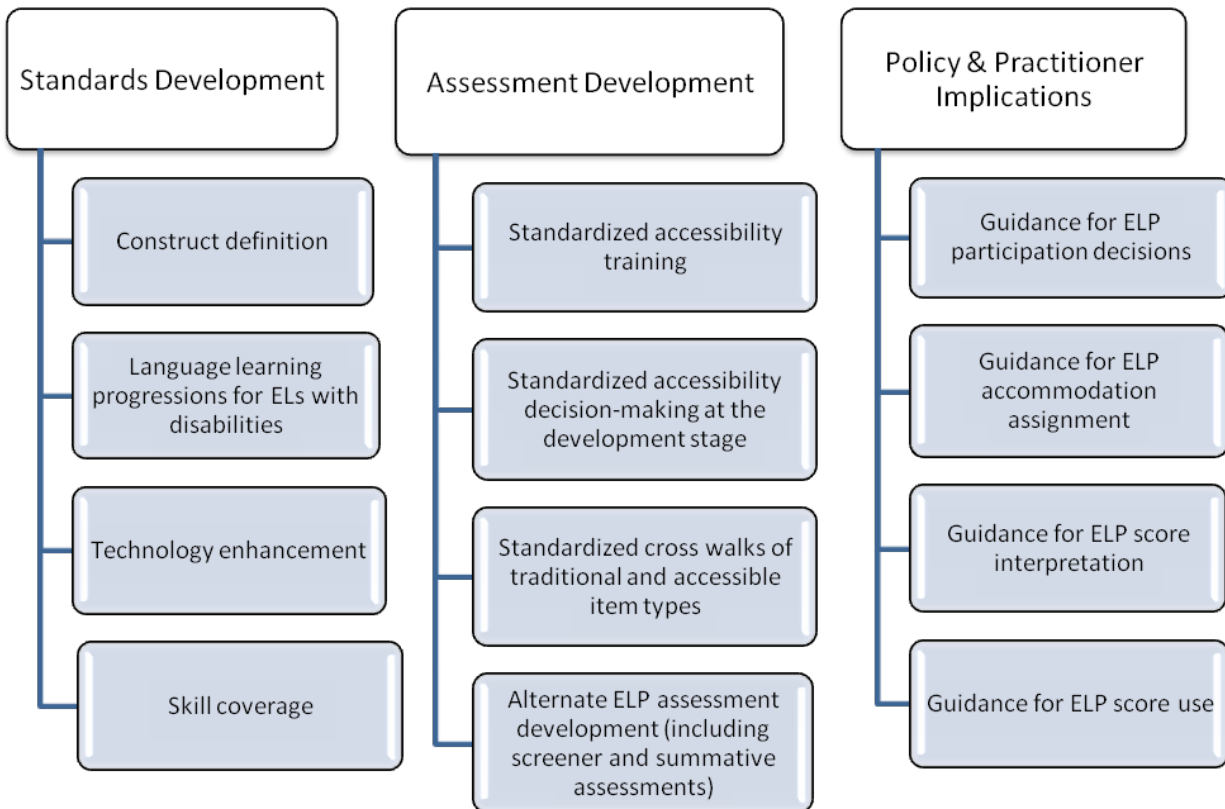 Standards Development
Construct definition
Language learning
progressions for ELs with
disabilities
Technology enhancement
Skill coverage
Assessment Development
Standardized accessibility
training
Standardized accessibility
decision-making at the
development stage
Standardized cross walks of
traditional and accessible
item types
Alternate ELP assessment
development (including
screener and summative
assessments)
Policy & Practitioner
Implications
Guidance for ELP
participation decisions
Guidance for ELP
accommodation
assignment
Guidance for ELP score
interpretation
Guidance for ELP score use